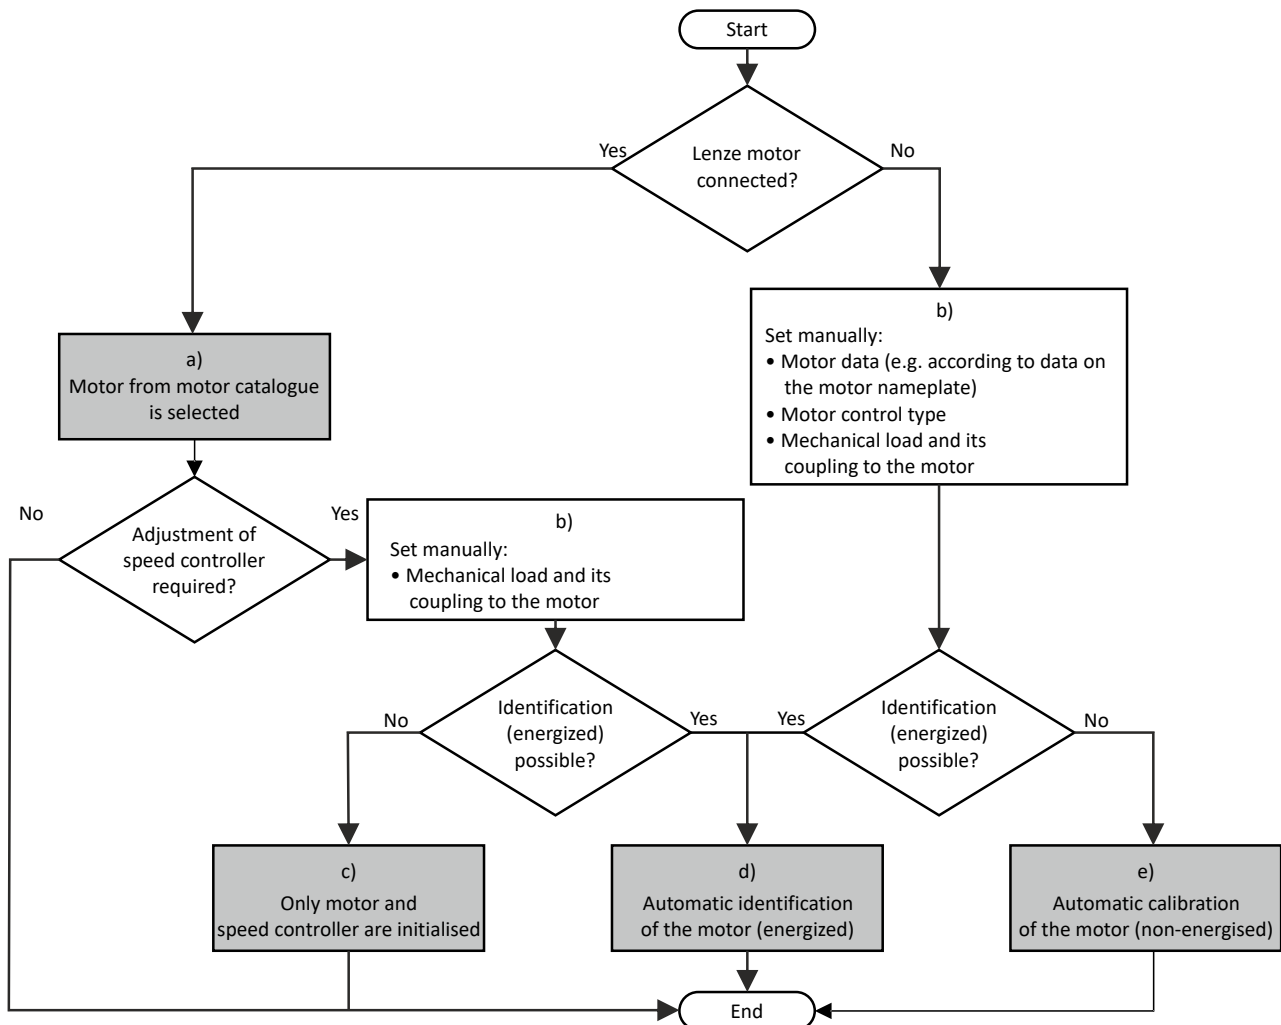 Start
Lenze motor
connected?
Yes
No
a)
Motor from motor catalogue
is selected
b)
Set manually:
• Motor data (e.g. according to data on
the motor nameplate)
• Motor control type
• Mechanical load and its
coupling to the motor
No
Adjustment of
speed controller
required?
Yes
b)
Set manually:
• Mechanical load and its
coupling to the motor
No
Identification
(energized)
possible?
Yes
Yes
Identification
(energized)
possible?
No
c)
Only motor and
speed controller are initialised
d)
Automatic identification
of the motor (energized)
e)
Automatic calibration
of the motor (non-energised)
End